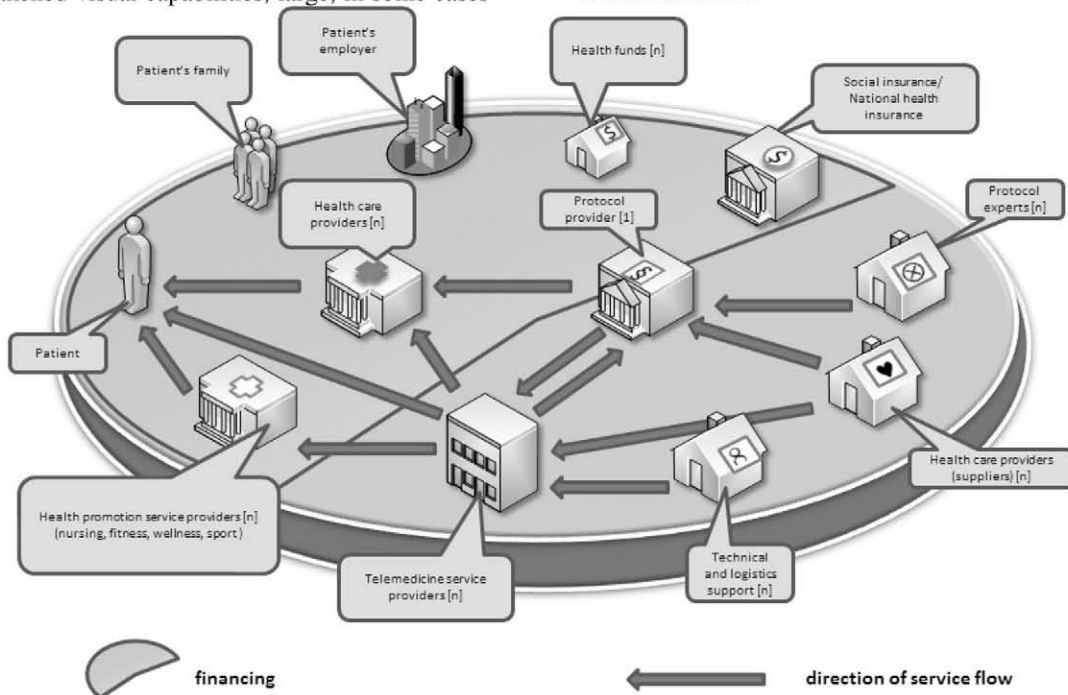 Patient's
employer
Health funds [n]
Patient's family
Social insurance/
National health
insurance
Health care
providers [n]
Protocol
provider [1]
Protocol
experts [n]
Patient
Health care providers
(suppliers) [n]
Health promotion service providers [n]
(nursing, fitness, wellness, sport )
Telemedicine service
providers [n]
Technical
and logistics
support [n]
financing
direction of service flow